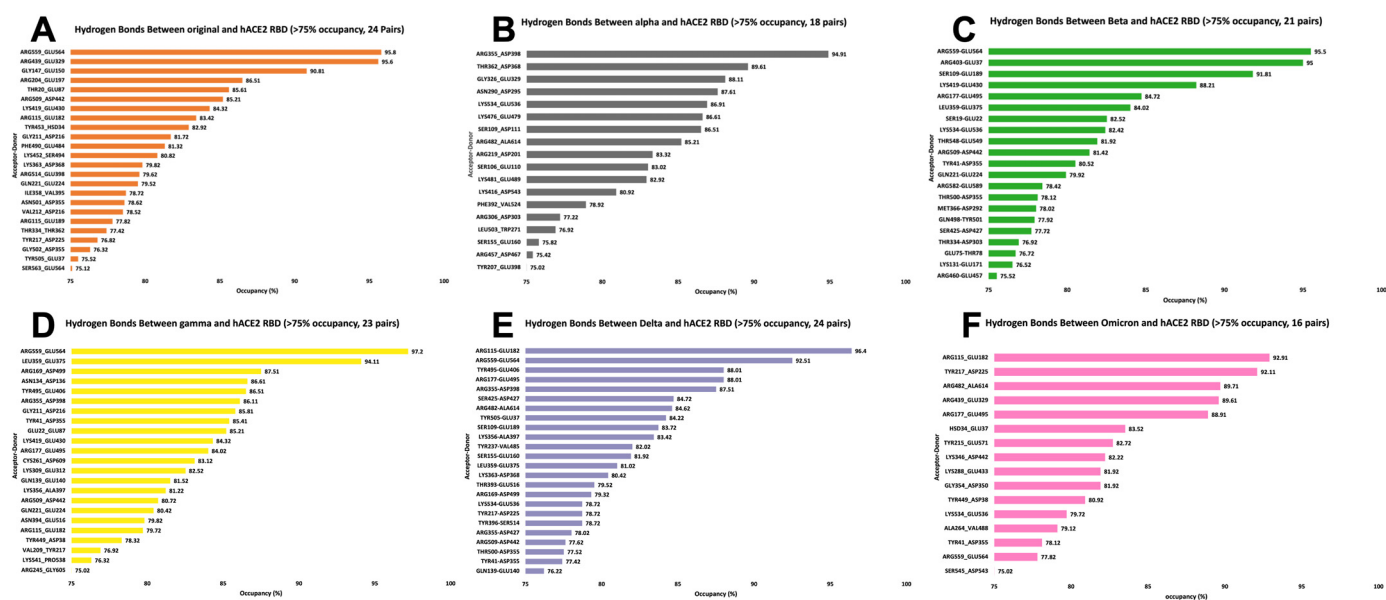 A
Hydrogen Bonds Between original and hACE2 RBD (>75% occupancy, 24 Pairs)
Acceptor-Donor
ARG559_GLU564 95.8
ARG439_GLU329 95.6
GLY147_GLU150 90.81
ARG204_GLU197 86.51
THR20_GLU87 85.61
ARG509_ASP442 85.21
LYS419_GLU430 84.32
ARG115_GLU182 83.42
TYR453_HSD34 82.92
GLY211_ASP216 81.72
PHE490_GLU484 81.32
LYS452_SER494 80.82
LYS363_ASP368 79.82
ARG514_GLU398 79.62
GLN221_GLU224 79.52
ILE358_VAL395 78.72
ASN501_ASP355 78.62
VAL212_ASP216 78.52
ARG115_GLU189 77.82
THR334_THR362 77.42
TYR217_ASP225 76.82
GLY502_ASP355 76.32
TYR505_GLU37 75.52
SER563_GLU564 75.12
75 80 85 90 95 100
Occupancy (%)
B
Hydrogen Bonds Between alpha and hACE2 RBD (>75% occupancy, 18 pairs)
Acceptor-Donor
ARG355_ASP398 94.91
THR362_ASP368 89.61
GLY326_GLU329 88.11
ASN290_ASP295 87.61
LYS534_GLU536 86.91
LYS476_GLU479 86.61
SER109_ASP111 86.51
ARG482_ALA614 85.21
ARG219_ASP201 83.32
SER106_GLU110 83.02
LYS481_GLU489 82.92
LYS416_ASP543 80.92
PHE392_VAL524 78.92
ARG306_ASP303 77.22
LEU503_TRP271 76.92
SER155_GLU160 75.82
ARG457_ASP467 75.42
TYR207_GLU398 75.02
75 80 85 90 95 100
Occupancy (%)
C
Hydrogen Bonds Between Beta and hACE2 RBD (>75% occupancy, 21 pairs)
Acceptor-Donor
ARG559-GLU564 95.5
ARG403-GLU37 95
SER109-GLU189 91.81
LYS419-GLU430 88.21
ARG177-GLU495 84.72
LEU359-GLU375 84.02
SER19-GLU22 82.52
LYS534-GLU536 82.42
THR548-GLU549 81.92
ARG509-ASP442 81.42
TYR41-ASP355 80.52
GLN221-GLU224 79.92
ARG582-GLU589 78.42
THR500-ASP355 78.12
MET366-ASP292 78.02
GLN498-TYR501 77.92
SER425-ASP427 77.72
THR334-ASP303 76.92
GLU75-THR78 76.72
LYS131-GLU171 76.52
ARG460-GLU457 75.52
75 80 85 90 95 100
Occupancy (%)
D
Hydrogen Bonds Between gamma and hACE2 RBD (>75% occupancy, 23 pairs)
Acceptor-Donor
ARG559_GLU564 97.2
LEU359_GLU375 94.11
ARG169_ASP499 87.51
ASN134_ASP136 86.61
TYR495_GLU406 86.51
ARG355_ASP398 86.11
GLY211_ASP216 85.81
TYR41_ASP355 85.41
GLU22_GLU87 85.21
LYS419_GLU430 84.32
ARG177_GLU495 84.02
CYS261_ASP609 83.12
LYS309_GLU312 82.52
GLN139_GLU140 81.52
LYS356_ALA397 81.22
ARG509_ASP442 80.72
GLN221_GLU224 80.42
ASN394_GLU516 79.82
ARG115_GLU182 79.72
TYR449_ASP38 78.32
VAL209_TYR217 76.92
LYS541_PRO538 76.32
ARG245_GLY605 75.02
75 80 85 90 95 100
Occupancy (%)
E
Hydrogen Bonds Between Delta and hACE2 RBD (>75% occupancy, 24 pairs)
Acceptor-Donor
ARG115-GLU182 96.4
ARG559-GLU564 92.51
TYR495-GLU406 88.01
ARG177-GLU495 88.01
ARG355-ASP398 87.51
SER425-ASP427 84.72
ARG482-ALA614 84.62
TYR505-GLU37 84.22
SER109-GLU189 83.72
LYS356-ALA397 83.42
TYR237-VAL485 82.02
SER155-GLU160 81.92
LEU359-GLU375 81.02
LYS363-ASP368 80.42
THR393-GLU516 79.52
ARG169-ASP499 79.32
LYS534-GLU536 78.72
TYR217-ASP225 78.72
TYR396-SER514 78.72
ARG355-ASP427 78.02
ARG509-ASP442 77.62
THR500-ASP355 77.52
TYR41-ASP355 77.42
GLN139-GLU140 76.22
75 80 85 90 95 100
Occupancy (%)
F
Hydrogen Bonds Between Omicron and hACE2 RBD (>75% occupancy, 16 pairs)
Acceptor-Donor
ARG115_GLU182 92.91
TYR217_ASP225 92.11
ARG482_ALA614 89.71
ARG439_GLU329 89.61
ARG177_GLU495 88.91
HSD34_GLU37 83.52
TYR215_GLU571 82.72
LYS346_ASP442 82.22
LYS288_GLU433 81.92
GLY354_ASP350 81.92
TYR449_ASP38 80.92
LYS534_GLU536 79.72
ALA264_VAL488 79.12
TYR41_ASP355 78.12
ARG559_GLU564 77.82
SER545_ASP543 75.02
75 80 85 90 95 100
occupancy (%)